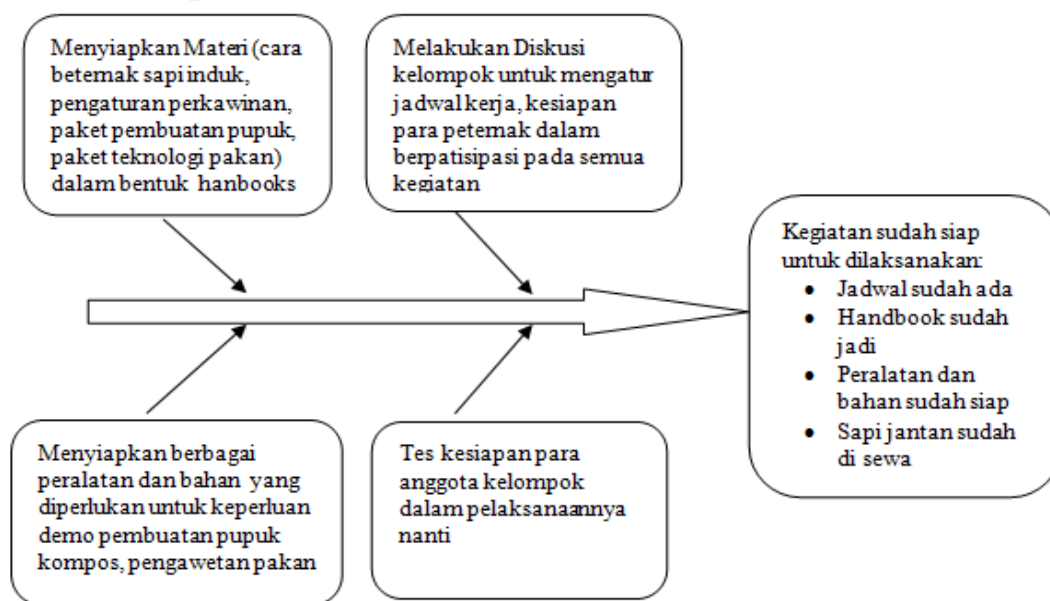 Menyiapkan Materi (cara
beternak sapi induk,
pengaturan perkawinan,
paket pembuatan pupuk,
paket teknologi pakan)
dalam bentuk hanbooks
Melakukan Diskusi
kelompok untuk mengatur
jadwal kerja, kesiapan
para peternak dalam
berpatisipasi pada semua
kegiatan
Kegiatan sudah siap
untuk dilaksanakan:
• Jadwal sudah ada
• Handbook sudah
jadi
• Peralatan dan
bahan sudah siap
• Sapi jantan sudah
di sewa
Menyiapkan berbagai
peralatan dan bahan yang
diperlukan untuk keperluan
demo pembuatan pupuk
kompos, pengawetan pakan
Tes kesiapan para
anggota kelompok
dalam pelaksanaannya
nanti